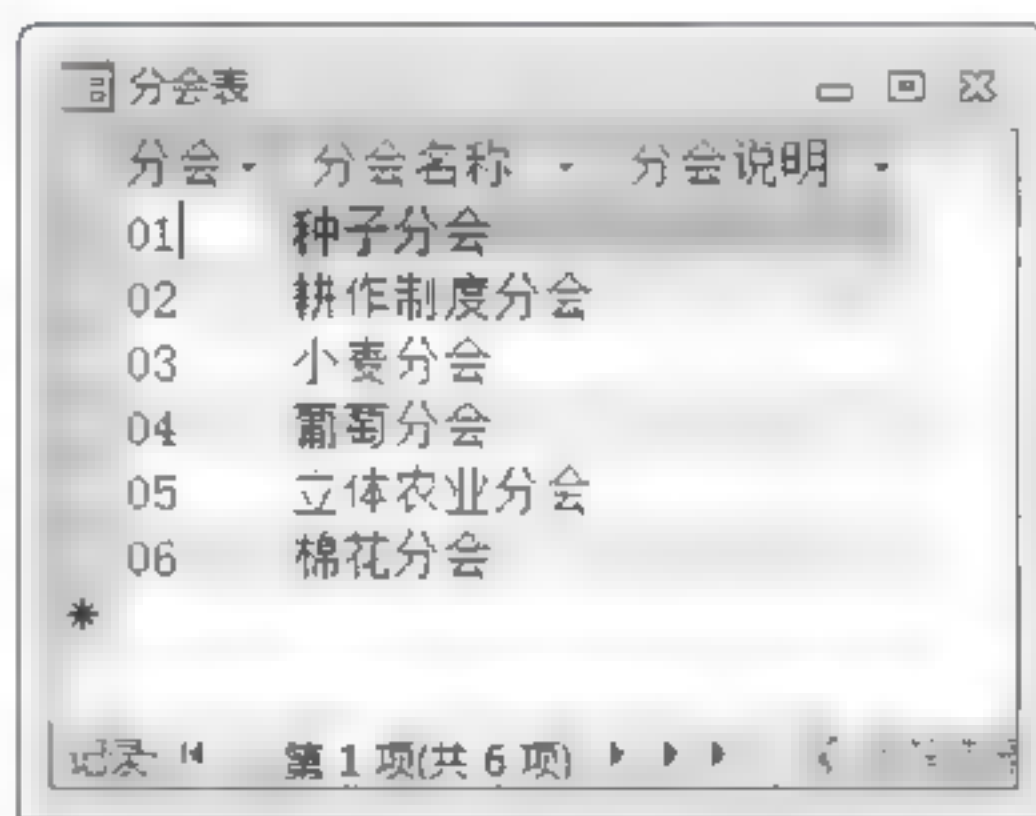 分会表
分会 分会名称 分会说明
01 种子分会
02 耕作制度分会
03 小麦分会
04 葡萄分会
05 立体农业分会
06 棉花分会
*
记录 第 1 项(共 6 项)